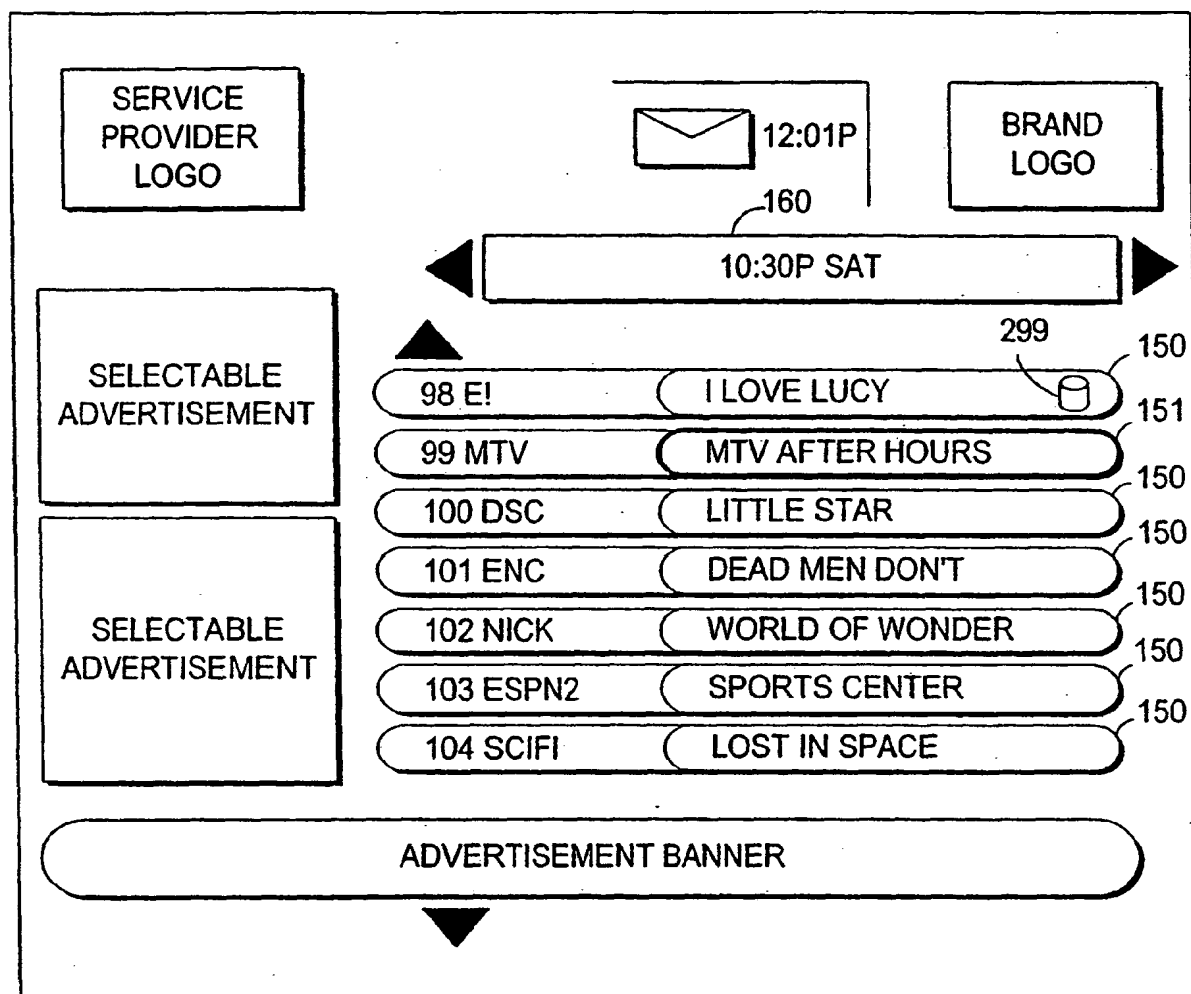 SERVICE
PROVIDER
LOGO
12:01P
BRAND
LOGO
160
10:30P SAT
299
150
SELECTABLE
ADVERTISEMENT
98 E! I LOVE LUCY
151
99 MTV MTV AFTER HOURS
150
100 DSC LITTLE STAR
150
101 ENC DEAD MEN DON'T
150
SELECTABLE
ADVERTISEMENT
102 NICK WORLD OF WONDER
150
103 ESPN2 SPORTS CENTER
150
104 SCIFI LOST IN SPACE
ADVERTISEMENT BANNER